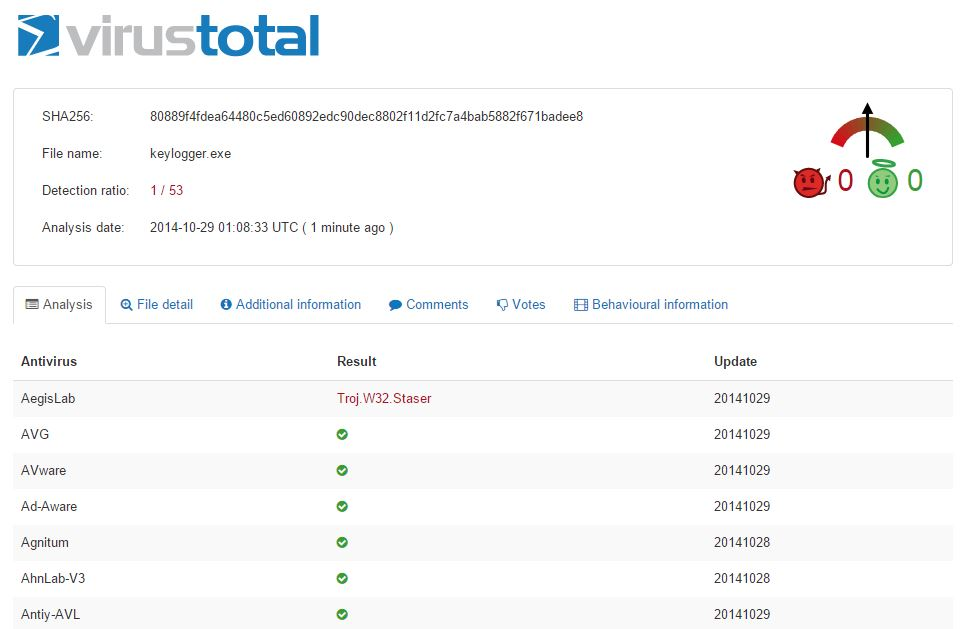 virustotal
SHA256: 80889f4fdea64480c5ed60892edc90dec8802f11d2fc7a4bab5882f671badee8
File name: keylogger.exe
Detection ratio: 1 / 53
Analysis date: 2014-10-29 01:08:33 UTC ( 1 minute ago )
0 0
Analysis File detail Additional information Comments Votes Behavioural information
Antivirus Result Update
AegisLab Troj.W32.Staser 20141029
AVG 20141029
AVware 20141029
Ad-Aware 20141029
Agnitum 20141028
AhnLab-V3 20141028
Antiy-AVL 20141029